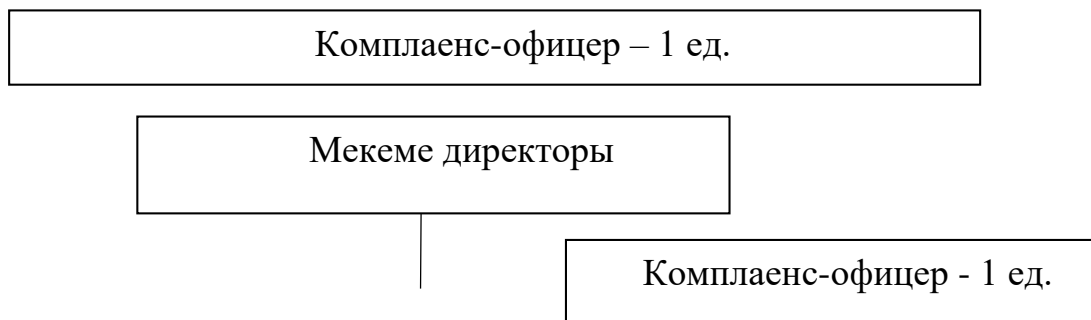 Комплаенс-офицер – 1 ед.
Мекеме директоры
Комплаенс-офицер - 1 ед.